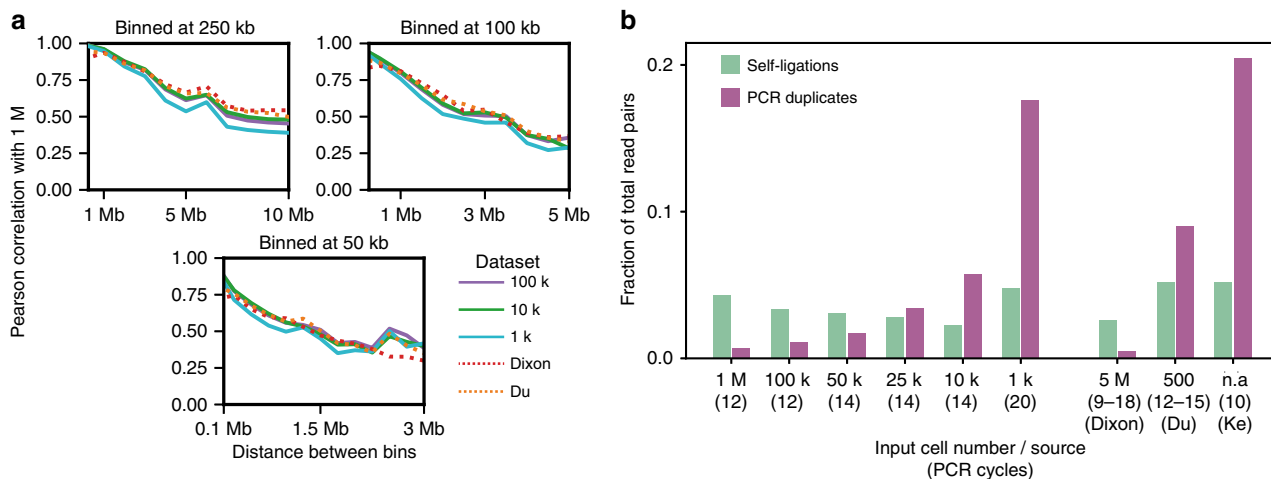 a
Binned at 250 kb
Binned at 100 kb
Pearson correlation with 1 M
1.00
0.75
0.50
0.25
0.00
1 Mb
5 Mb
10 Mb
1.00
0.75
0.50
0.25
0.00
1 Mb
3 Mb
5 Mb
Binned at 50 kb
1.00
0.75
0.50
0.25
0.00
0.1 Mb
1.5 Mb
3 Mb
Distance between bins
Dataset
100 k
10 k
1 k
Dixon
Du
b
Fraction of total read pairs
0.2
0.1
0.0
Self-ligations
PCR duplicates
1 M
(12)
100 k
(12)
50 k
(14)
25 k
(14)
10 k
(14)
1 k
(20)
5 M
(9–18)
(Dixon)
500
(12–15)
(Du)
n.a
(10)
(Ke)
Input cell number / source
(PCR cycles)